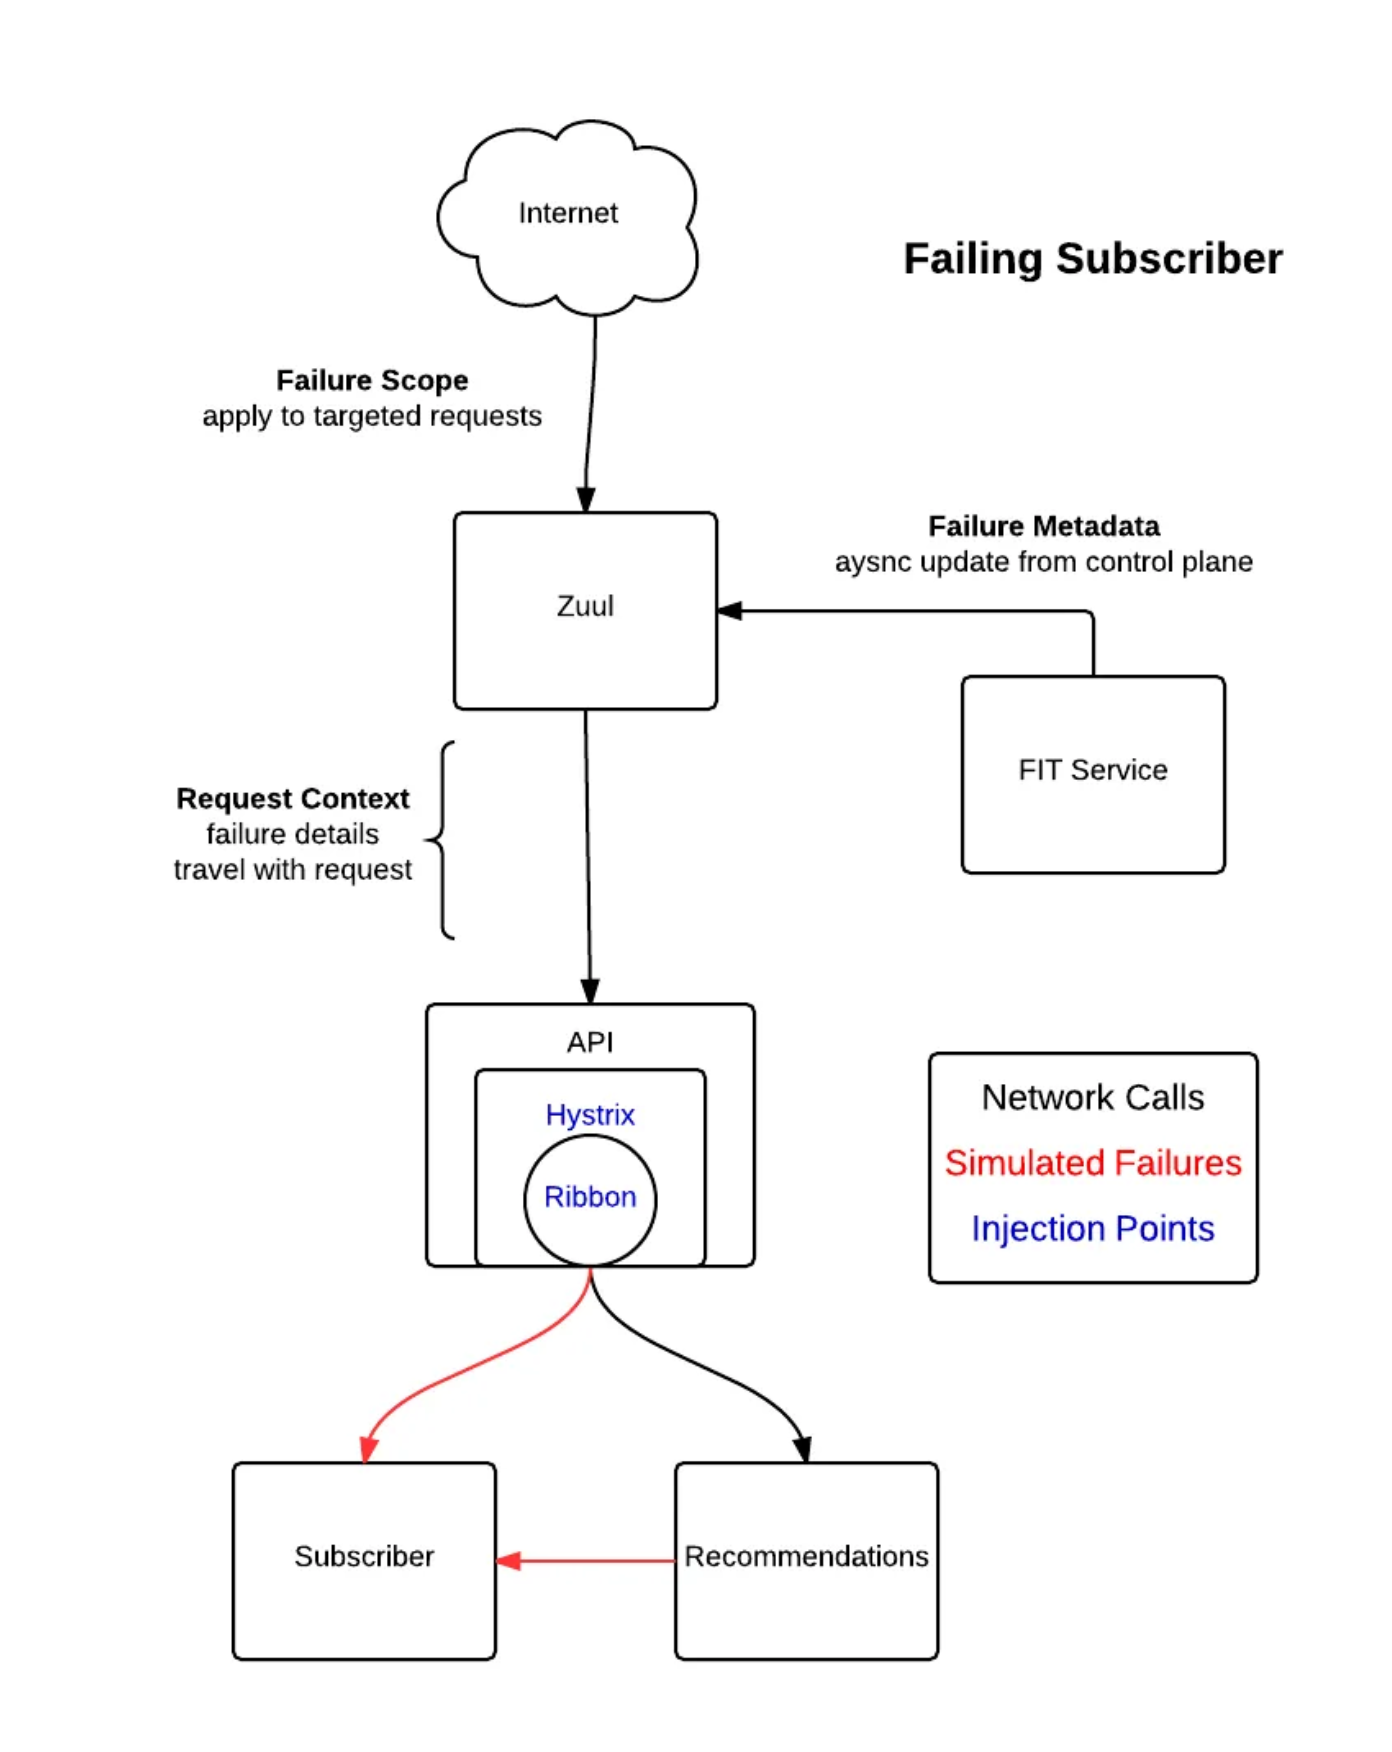 Internet
Failing Subscriber
Failure Scope
apply to targeted requests
Failure Metadata
aysnc update from control plane
Zuul
FIT Service
Request Context
failure details
travel with request
API
Hystrix
Ribbon
Network Calls
Simulated Failures
Injection Points
Subscriber
Recommendations